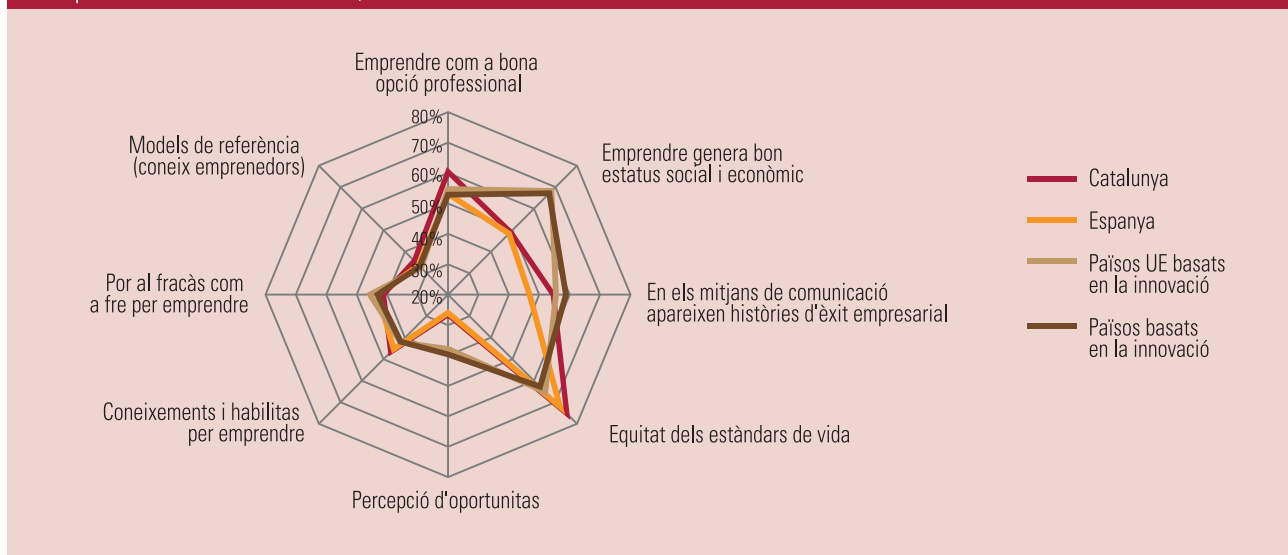 Emprendre com a bona
opció professional
80%
70%
60%
50%
40%
30%
20%
Models de referència
(coneix emprenedors)
Emprendre genera bon
estatus social i econòmic
Por al fracàs com
a fre per emprendre
En els mitjans de comunicació
apareixen històries d'èxit empresarial
Coneixements i habilitas
per emprendre
Equitat dels estàndars de vida
Percepció d'oportunitas
Catalunya
Espanya
Països UE basats
en la innovació
Països basats
en la innovació